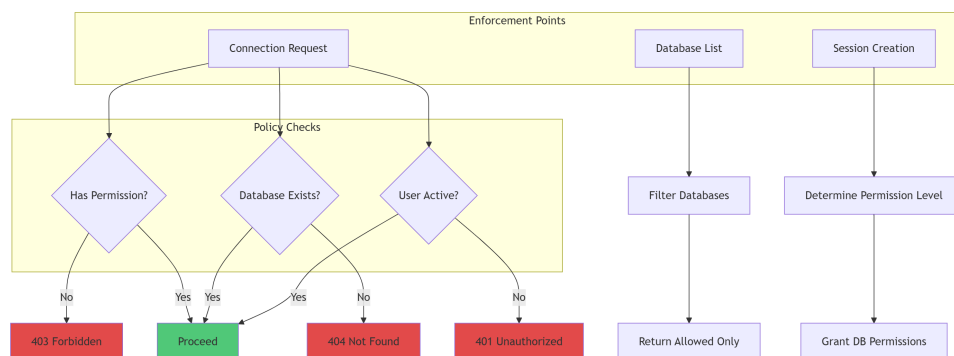 Enforcement Points
Connection Request
Database List
Session Creation
Policy Checks
Has Permission?
Database Exists?
User Active?
Filter Databases
Determine Permission Level
No
Yes
Yes
Yes
No
No
403 Forbidden
Proceed
404 Not Found
401 Unauthorized
Return Allowed Only
Grant DB Permissions